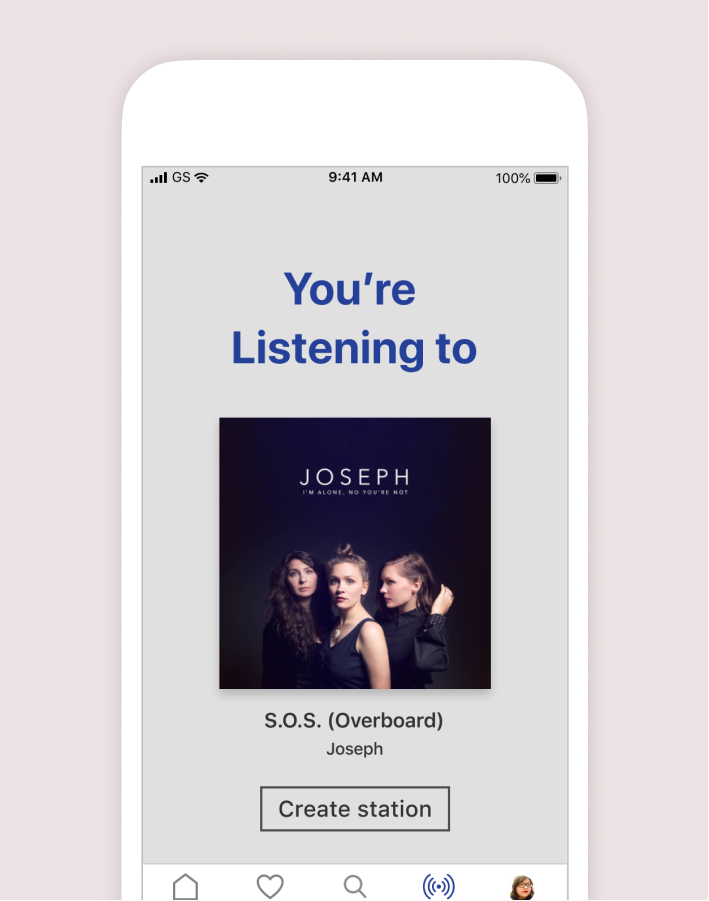 GS 9:41 AM 100%
You’re
Listening to
JOSEPH
I'M ALONE, NO YOU'RE NOT
S.O.S. (Overboard)
Joseph
Create station